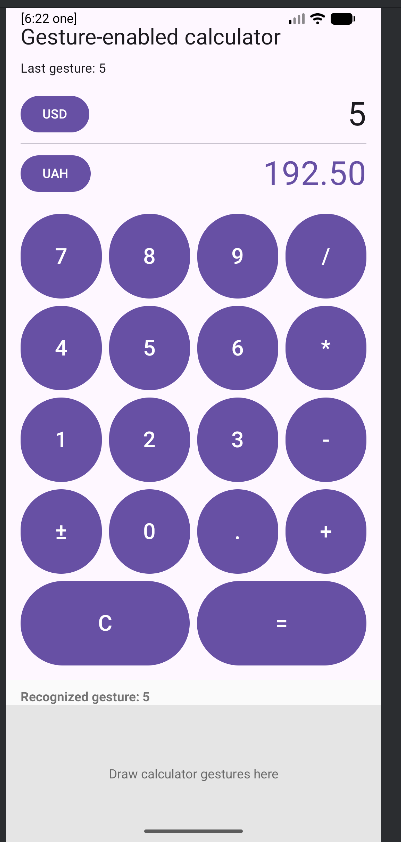 [6:22 one]
Gesture-enabled calculator
Last gesture: 5
USD 5
UAH 192.50
7 8 9 /
4 5 6 *
1 2 3 -
± 0 . +
C =
Recognized gesture: 5
Draw calculator gestures here